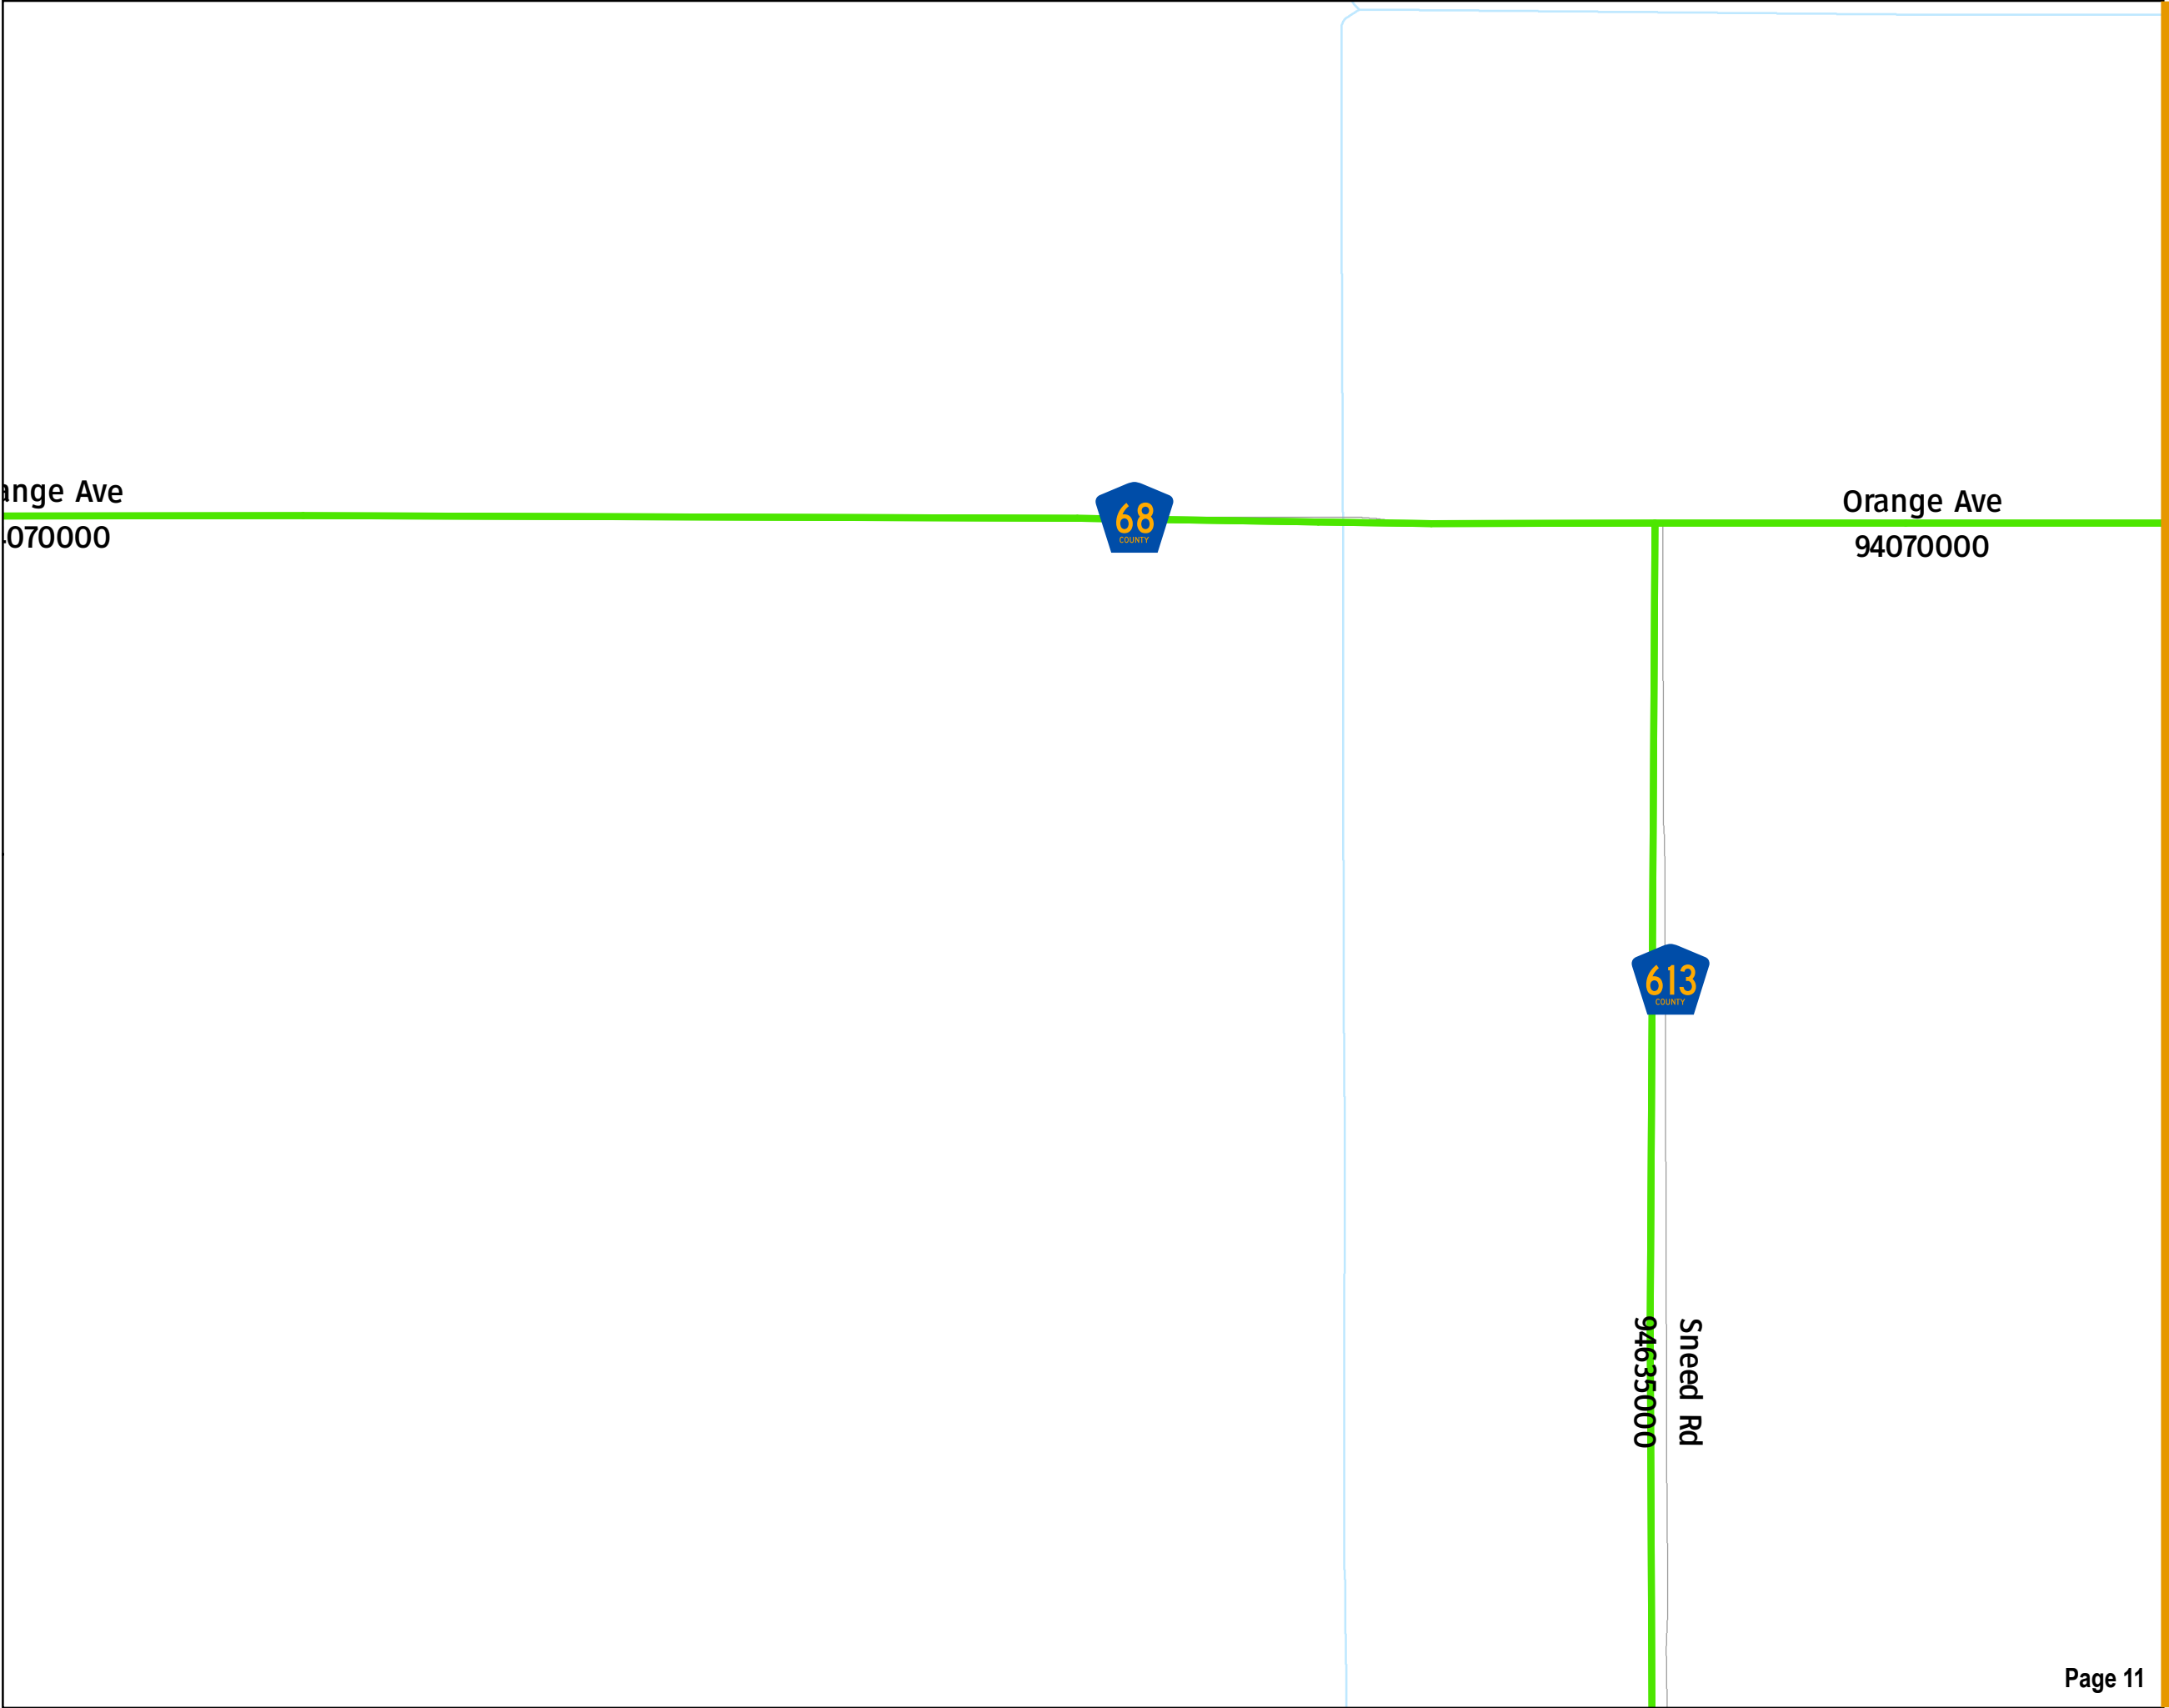 ange Ave
070000
68
COUNTY
Orange Ave
94070000
613
COUNTY
Sneed Rd
94635000
Page 11